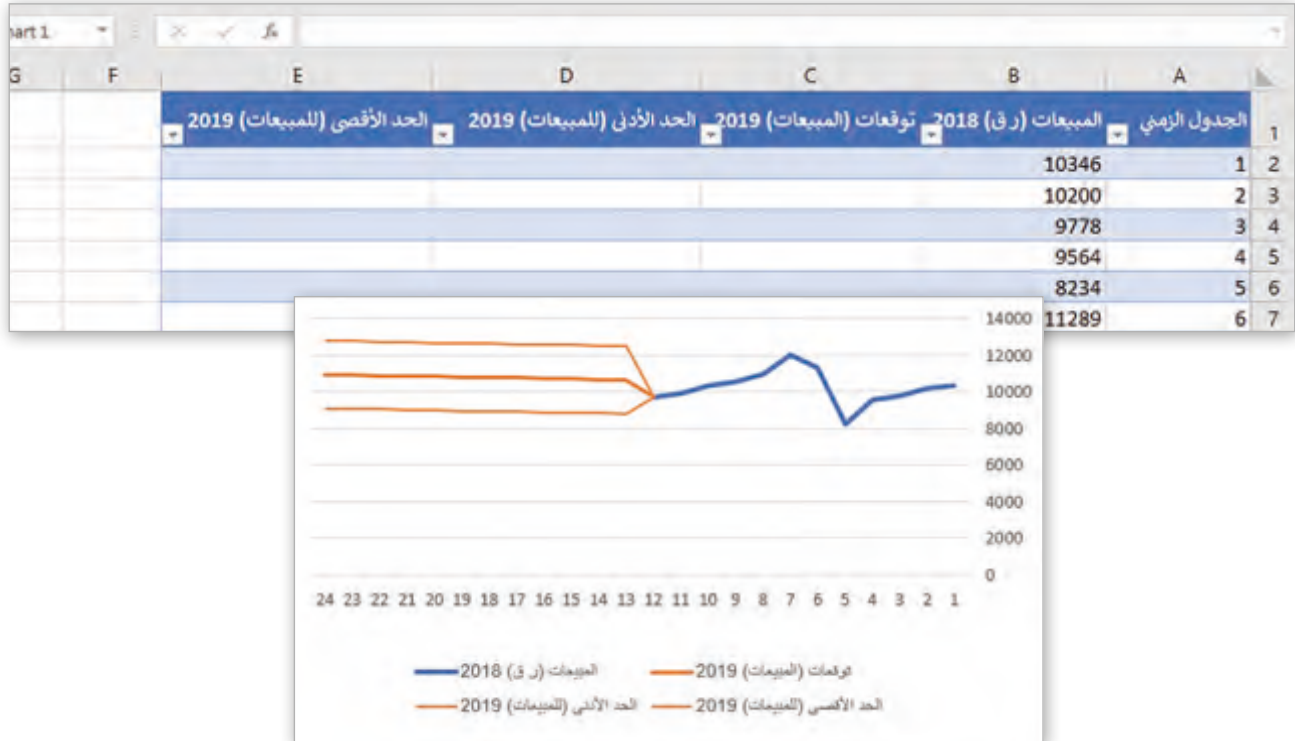 hart 1
A B C D E F G
1 الجدول الزمني المبيعات (ر ق) 2018 توقعات (المبيعات) 2019 الحد الأدنى (للمبيعات) 2019 الحد الأقصى (للمبيعات) 2019
2 1 10346
3 2 10200
4 3 9778
5 4 9564
6 5 8234
7 6 11289
14000
12000
10000
8000
6000
4000
2000
0
24 23 22 21 20 19 18 17 16 15 14 13 12 11 10 9 8 7 6 5 4 3 2 1
توقعات (المبيعات) 2019 المبيعات (ر ق) 2018
الحد الأقصى (للمبيعات) 2019 الحد الأدنى (للمبيعات) 2019